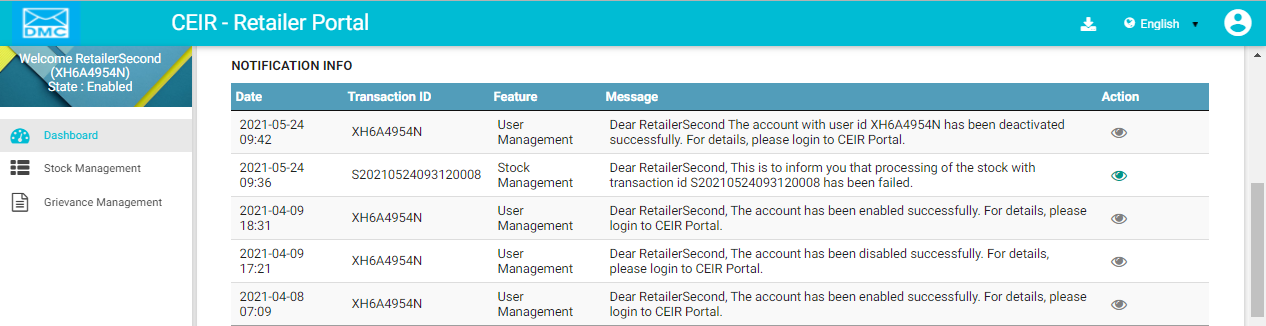 DMC
CEIR - Retailer Portal
English
Welcome RetailerSecond
(XH6A4954N)
State : Enabled
Dashboard
Stock Management
Grievance Management
NOTIFICATION INFO
Date Transaction ID Feature Message Action
2021-05-24
09:42
XH6A4954N
User
Management
Dear RetailerSecond The account with user id XH6A4954N has been deactivated
successfully. For details, please login to CEIR Portal.
2021-05-24
09:36
S20210524093120008
Stock
Management
Dear RetailerSecond, This is to inform you that processing of the stock with
transaction id S20210524093120008 has been failed.
2021-04-09
18:31
XH6A4954N
User
Management
Dear RetailerSecond, The account has been enabled successfully. For details, please
login to CEIR Portal.
2021-04-09
17:21
XH6A4954N
User
Management
Dear RetailerSecond, The account has been disabled successfully. For details,
please login to CEIR Portal.
2021-04-08
07:09
XH6A4954N
User
Management
Dear RetailerSecond, The account has been enabled successfully. For details, please
login to CEIR Portal.